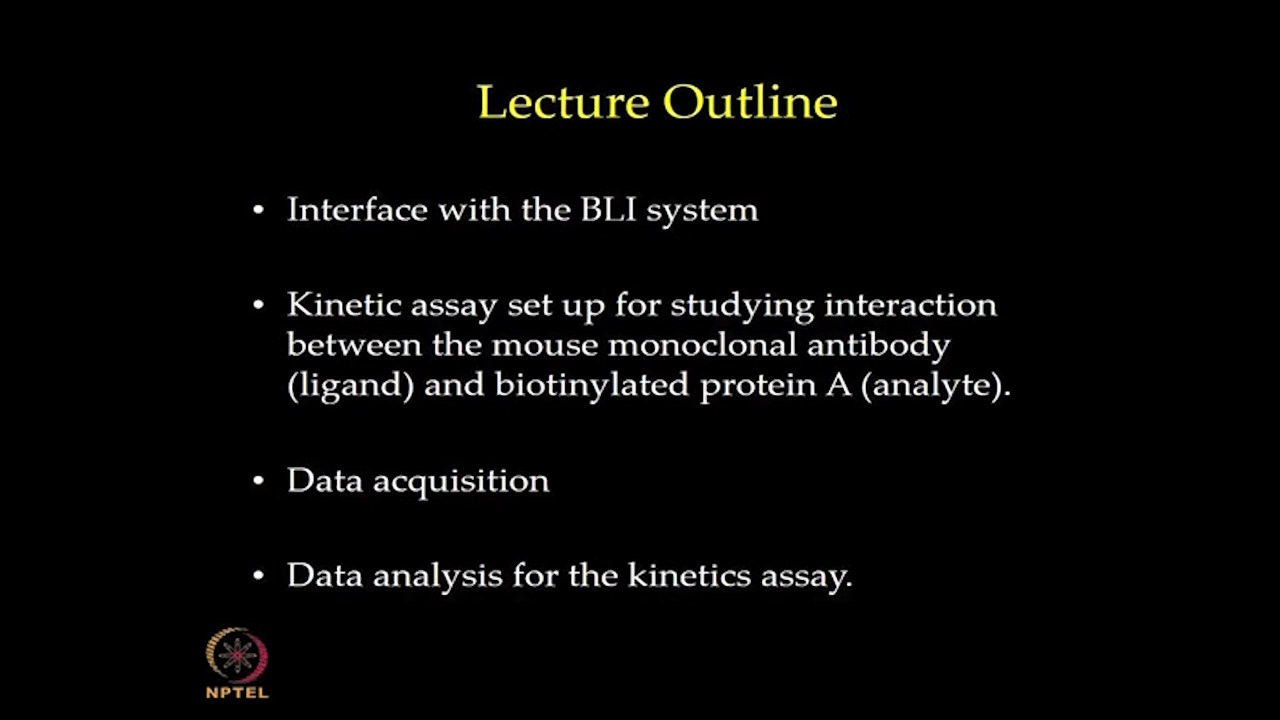 Lecture Outline
• Interface with the BLI system
• Kinetic assay set up for studying interaction
between the mouse monoclonal antibody
(ligand) and biotinylated protein A (analyte).
• Data acquisition
• Data analysis for the kinetics assay.
NPTEL